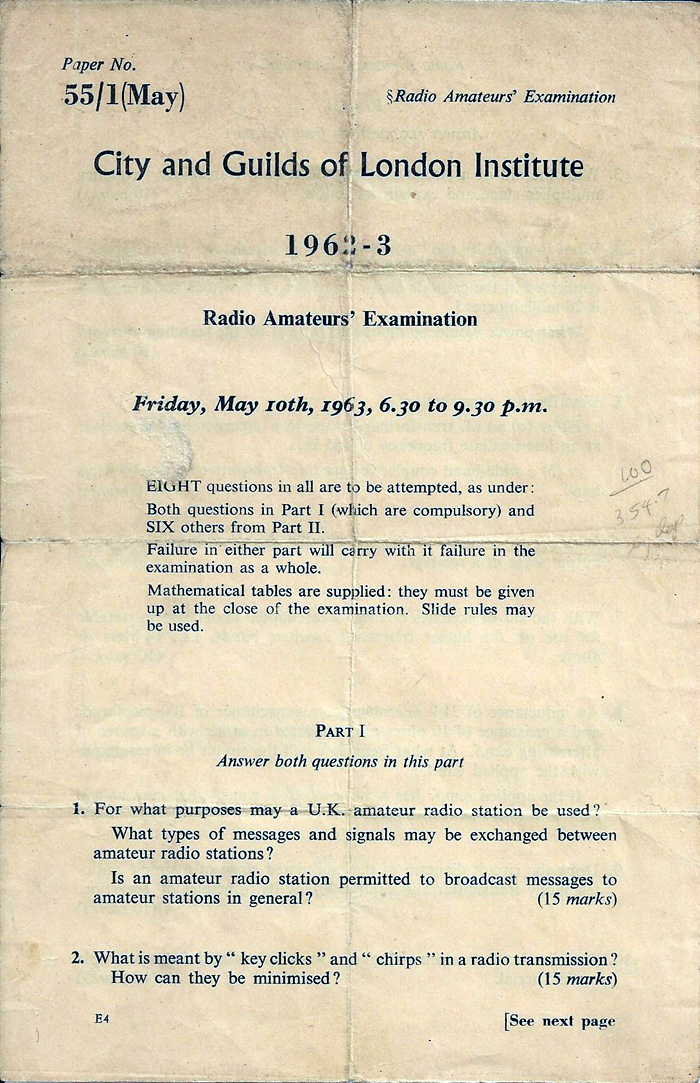 Paper No.
55/1(May)
§Radio Amateurs' Examination
City and Guilds of London Institute
1962-3
Radio Amateurs' Examination
Friday, May 10th, 1963, 6.30 to 9.30 p.m.
EIGHT questions in all are to be attempted, as under:
Both questions in Part I (which are compulsory) and
SIX others from Part II.
Failure in either part will carry with it failure in the
examination as a whole.
Mathematical tables are supplied: they must be given
up at the close of the examination. Slide rules may
be used.
100
354.7
PART I
Answer both questions in this part
1. For what purposes may a U.K. amateur radio station be used?
What types of messages and signals may be exchanged between
amateur radio stations?
Is an amateur radio station permitted to broadcast messages to
amateur stations in general? (15 marks)
2. What is meant by “ key clicks ” and “ chirps ” in a radio transmission?
How can they be minimised? (15 marks)
E4
[See next page